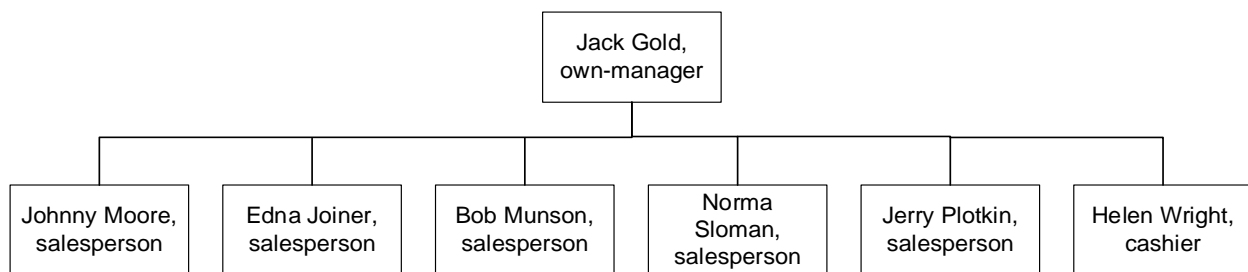 Jack Gold,
own-manager
Johnny Moore,
salesperson
Edna Joiner,
salesperson
Bob Munson,
salesperson
Norma
Sloman,
salesperson
Jerry Plotkin,
salesperson
Helen Wright,
cashier